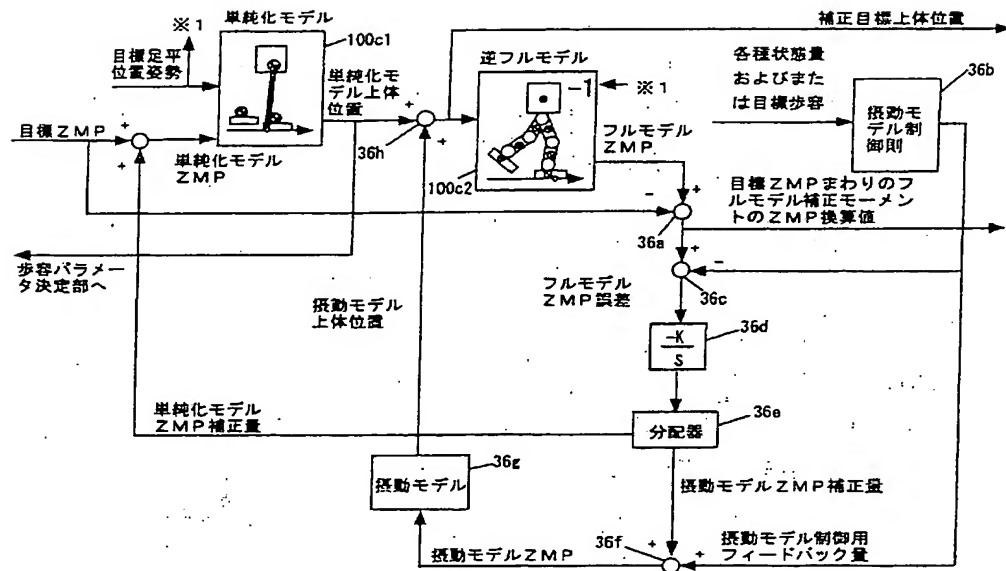 ※1
単純化モデル
100c1
目標足平
位置姿勢
単純化モ
デル上体
位置
逆フルモデル
-1
※1
補正目標上体位置
各種状態量
およびまた
は目標歩容
36b
摂動モ
デル制
御則
目標ZMP
+
+
単純化モデル
ZMP
+
+
36h
100c2
フルモデル
ZMP
-
+
36a
目標ZMPまわりのフ
ルモデル補正モーメン
トのZMP換算値
+
-
36c
歩容パラメー
タ決定部へ
摂動モデル
上体位置
フルモデル
ZMP誤差
36d
-K
S
単純化モデル
ZMP補正量
36e
分配器
36g
摂動モデル
摂動モデルZMP補正量
36f
+
+
摂動モデル制御用
フィードバック量
摂動モデルZMP